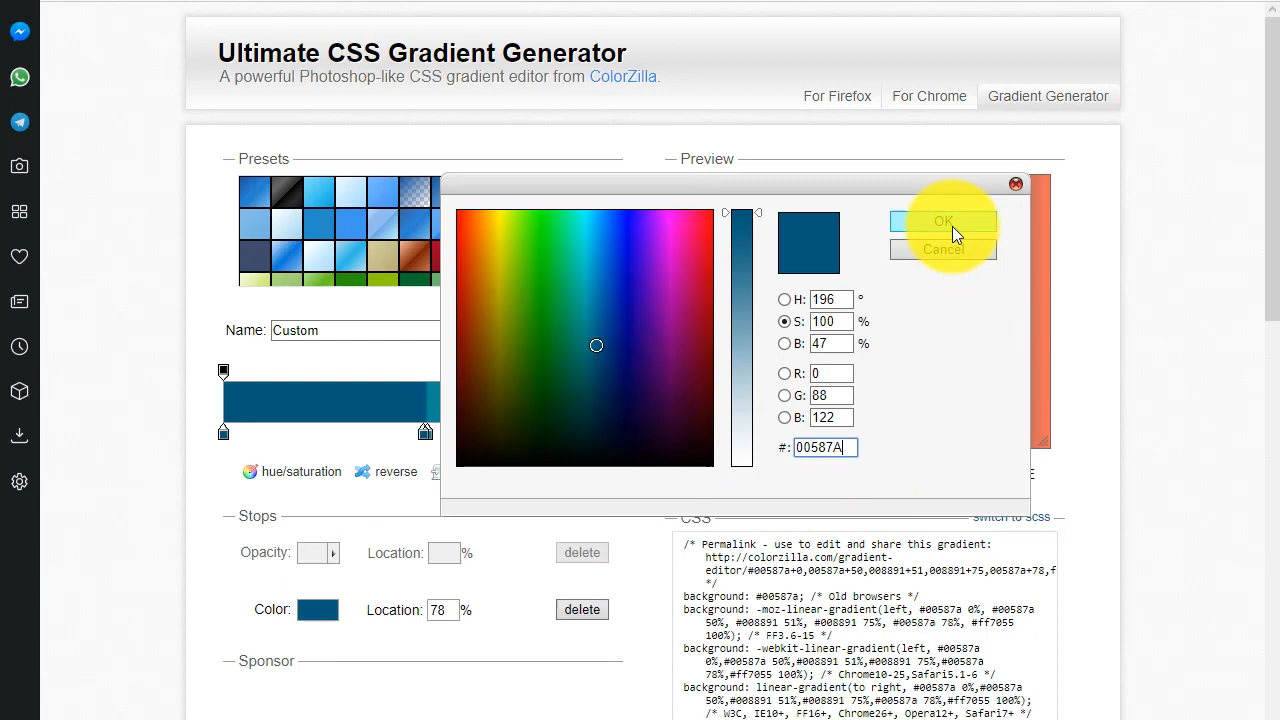 Ultimate CSS Gradient Generator
A powerful Photoshop-like CSS gradient editor from ColorZilla.
For Firefox
For Chrome
Gradient Generator
Presets
Preview
OK
Cancel
H: 196 °
S: 100 %
B: 47 %
R: 0
G: 88
B: 122
#: 00587A
Name: Custom
hue/saturation
reverse
Stops
Opacity:
Location: %
delete
Color:
Location: 78 %
delete
Sponsor
E
CSS
switch to scss
/* Permalink - use to edit and share this gradient:
http://colorzilla.com/gradient-
editor/#00587a+0,00587a+50,008891+51,008891+75,00587a+78,f
*/
background: #00587a; /* Old browsers */
background: -moz-linear-gradient(left, #00587a 0%, #00587a
50%, #008891 51%, #008891 75%, #00587a 78%, #ff7055
100%); /* FF3.6-15 */
background: -webkit-linear-gradient(left, #00587a
0%,#00587a 50%,#008891 51%,#008891 75%,#00587a
78%,#ff7055 100%); /* Chrome10-25,Safari5.1-6 */
background: linear-gradient(to right, #00587a 0%,#00587a
50%,#008891 51%,#008891 75%,#00587a 78%,#ff7055 100%);
/* W3C, IE10+, FF16+, Chrome26+, Opera12+, Safari7+ */